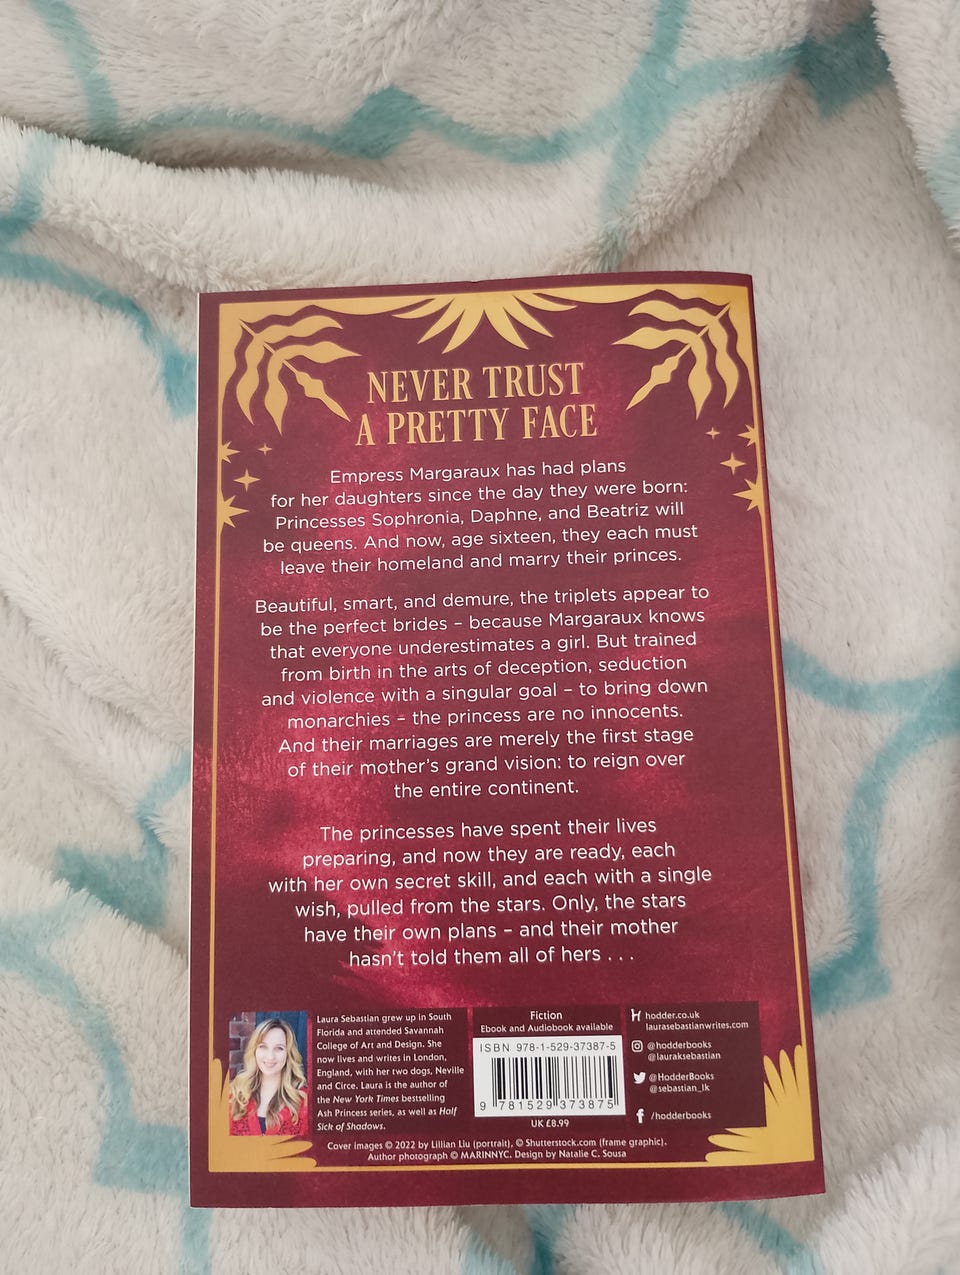 NEVER TRUST
A PRETTY FACE
Empress Margaraux has had plans
for her daughters since the day they were born:
Princesses Sophronia, Daphne, and Beatriz will
be queens. And now, age sixteen, they each must
leave their homeland and marry their princes.
Beautiful, smart, and demure, the triplets appear to
be the perfect brides – because Margaraux knows
that everyone underestimates a girl. But trained
from birth in the arts of deception, seduction
and violence with a singular goal – to bring down
monarchies – the princess are no innocents.
And their marriages are merely the first stage
of their mother's grand vision: to reign over
the entire continent.
The princesses have spent their lives
preparing, and now they are ready, each
with her own secret skill, and each with a single
wish, pulled from the stars. Only, the stars
have their own plans – and their mother
hasn't told them all of hers . . .
Laura Sebastian grew up in South
Florida and attended Savannah
College of Art and Design. She
now lives and writes in London,
England, with her two dogs, Neville
and Circe. Laura is the author of
the New York Times bestselling
Ash Princess series, as well as Half
Sick of Shadows.
Fiction
Ebook and Audiobook available
ISBN 978-1-529-37387-5
9 781529 373875
UK £8.99
hodder.co.uk
laurasebastianwrites.com
@hodderbooks
@lauraksebastian
@HodderBooks
@sebastian_lk
/hodderbooks
Cover images © 2022 by Lillian Liu (portrait), © Shutterstock.com (frame graphic).
Author photograph © MARINNYC. Design by Natalie C. Sousa